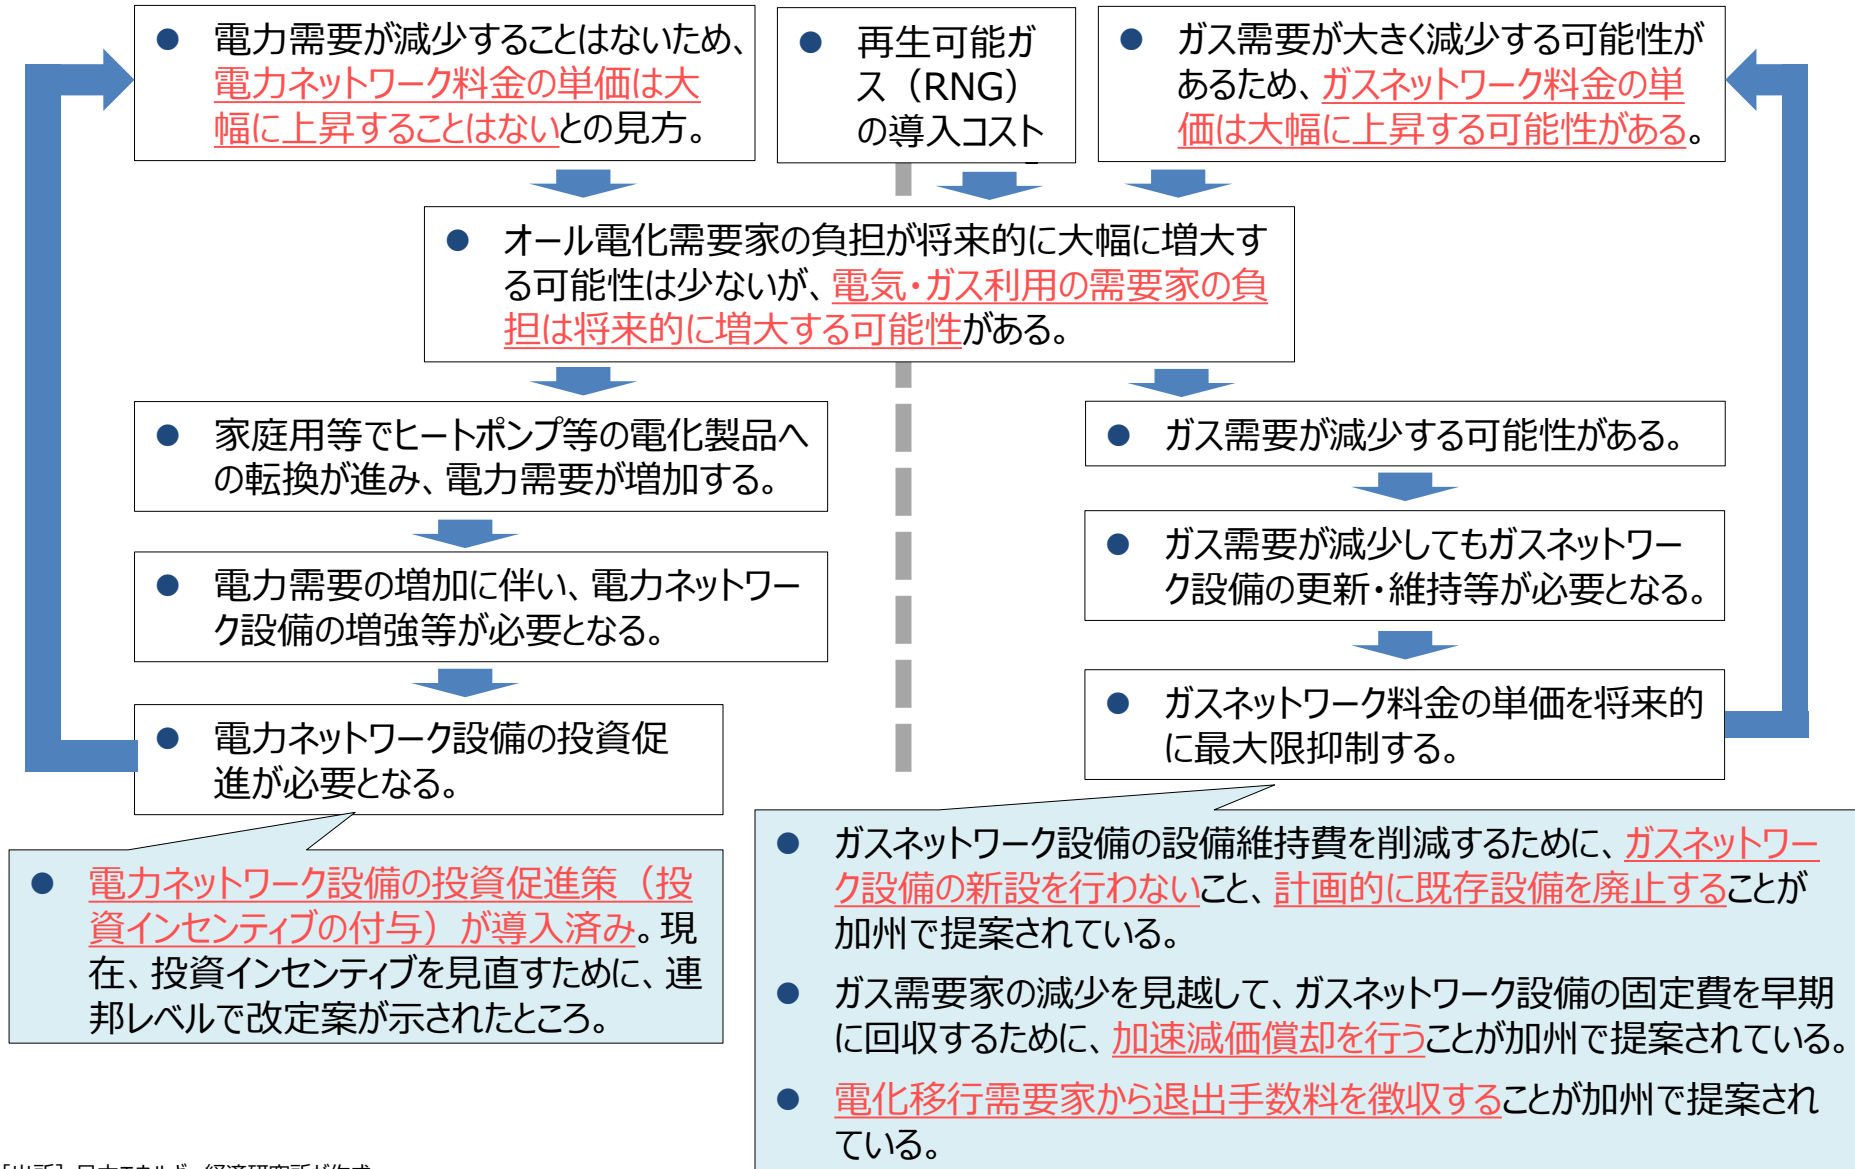 ● 電力需要が減少することはないため、
電力ネットワーク料金の単価は大
幅に上昇することはないとの見方。
● 再生可能ガ
ス（RNG）
の導入コスト
● ガス需要が大きく減少する可能性が
あるため、ガスネットワーク料金の単
価は大幅に上昇する可能性がある。
● オール電化需要家の負担が将来的に大幅に増大す
る可能性は少ないが、電気・ガス利用の需要家の負
担は将来的に増大する可能性がある。
● 家庭用等でヒートポンプ等の電化製品へ
の転換が進み、電力需要が増加する。
● 電力需要の増加に伴い、電力ネットワー
ク設備の増強等が必要となる。
● 電力ネットワーク設備の投資促
進が必要となる。
● 電力ネットワーク設備の投資促進策（投
資インセンティブの付与）が導入済み。現
在、投資インセンティブを見直すために、連
邦レベルで改定案が示されたところ。
● ガス需要が減少する可能性がある。
● ガス需要が減少してもガスネットワー
ク設備の更新・維持等が必要となる。
● ガスネットワーク料金の単価を将来的
に最大限抑制する。
● ガスネットワーク設備の設備維持費を削減するために、ガスネットワー
ク設備の新設を行わないこと、計画的に既存設備を廃止することが
加州で提案されている。
● ガス需要家の減少を見越して、ガスネットワーク設備の固定費を早期
に回収するために、加速減価償却を行うことが加州で提案されている。
● 電化移行需要家から退出手数料を徴収することが加州で提案され
ている。
[出所] 日本エネルギー経済研究所が作成